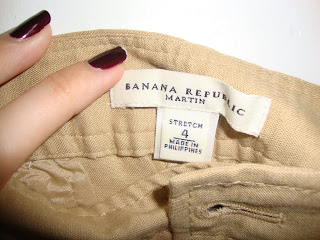 BANANA REPUBLIC
MARTIN
STRETCH
4
MADE IN
PHILIPPINES